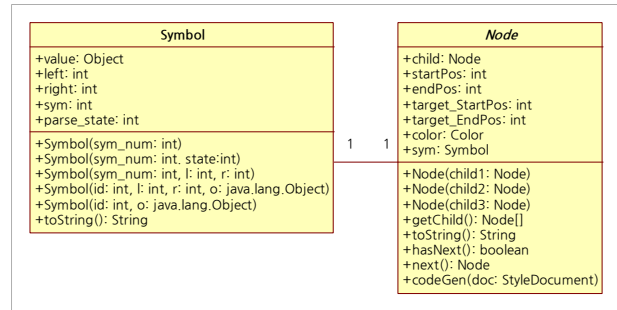 Symbol
+value: Object
+left: int
+right: int
+sym: int
+parse_state: int
+Symbol(sym_num: int)
+Symbol(sym_num: int. state:int)
+Symbol(sym_num: int, l: int, r: int)
+Symbol(id: int, l: int, r: int, o: java.lang.Object)
+Symbol(id: int, o: java.lang.Object)
+toString(): String
1 1
Node
+child: Node
+startPos: int
+endPos: int
+target_StartPos: int
+target_EndPos: int
+color: Color
+sym: Symbol
+Node(child1: Node)
+Node(child2: Node)
+Node(child3: Node)
+getChild(): Node[]
+toString(): String
+hasNext(): boolean
+next(): Node
+codeGen(doc: StyleDocument)